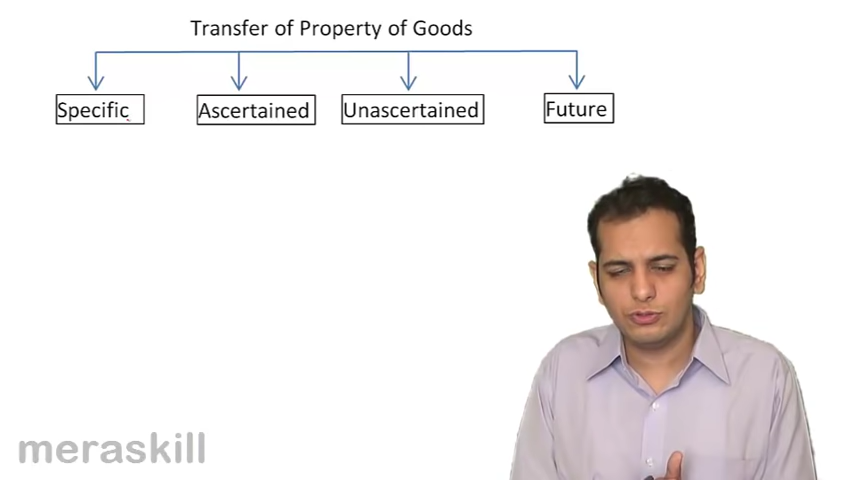 Transfer of Property of Goods
Specific
Ascertained
Unascertained
Future
meraskill